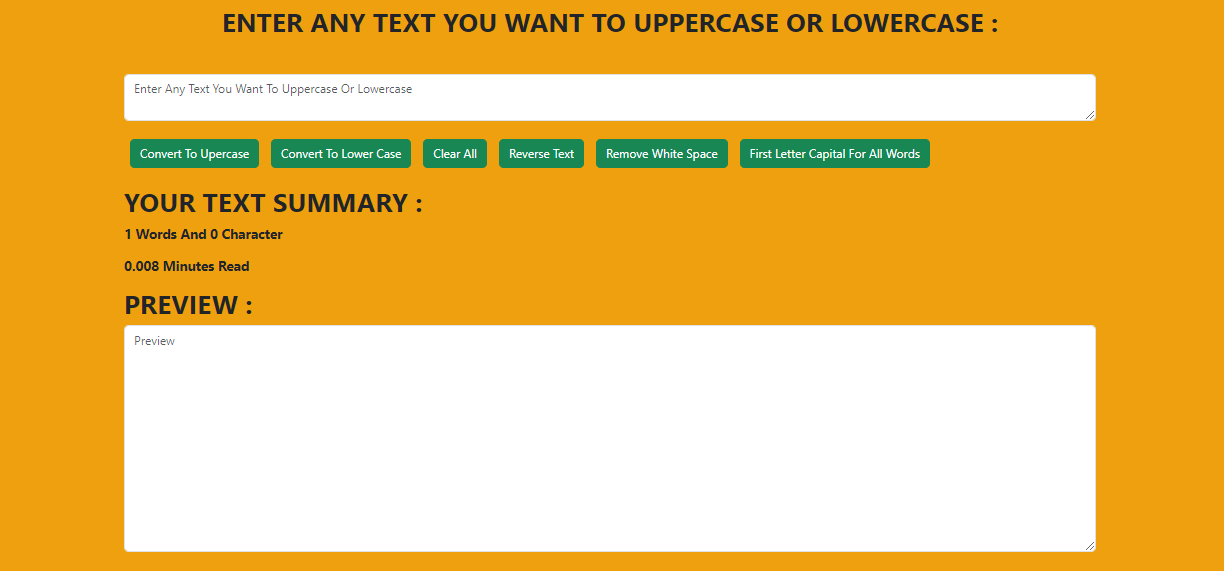 ENTER ANY TEXT YOU WANT TO UPPERCASE OR LOWERCASE :
Enter Any Text You Want To Uppercase Or Lowercase
Convert To Upercase Convert To Lower Case Clear All Reverse Text Remove White Space First Letter Capital For All Words
YOUR TEXT SUMMARY :
1 Words And 0 Character
0.008 Minutes Read
PREVIEW :
Preview